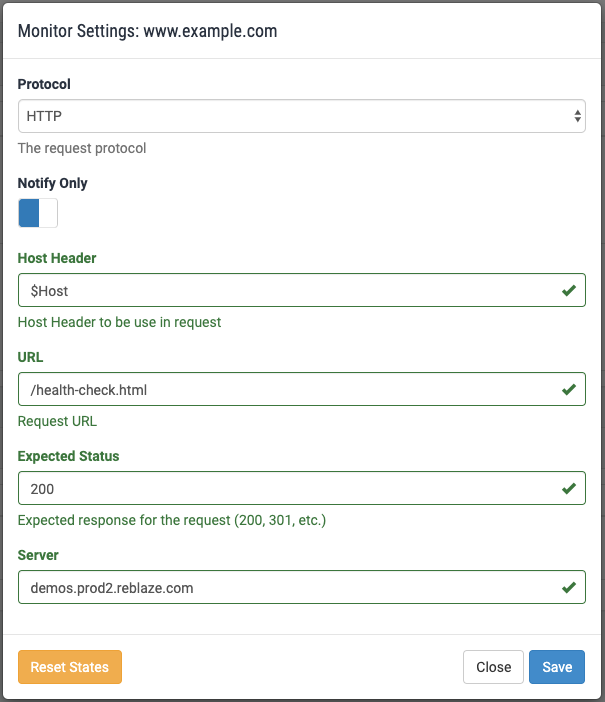 Monitor Settings: www.example.com
Protocol
HTTP
The request protocol
Notify Only
Host Header
$Host
Host Header to be use in request
URL
/health-check.html
Request URL
Expected Status
200
Expected response for the request (200, 301, etc.)
Server
demos.prod2.reblaze.com
Reset States Close Save